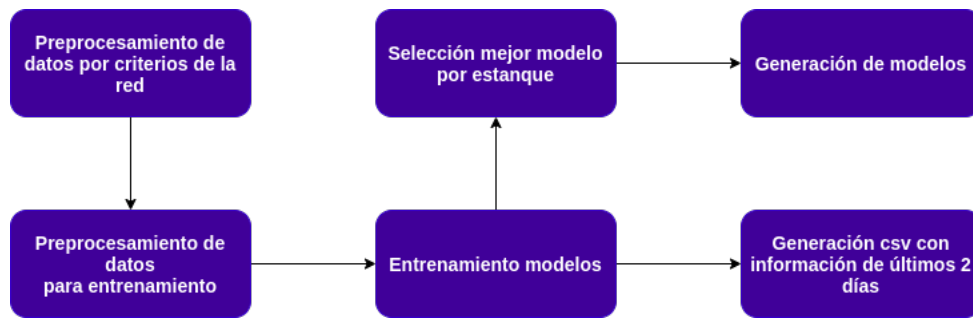 Preprocesamiento de
datos por criterios de la
red
Selección mejor modelo
por estanque
Generación de modelos
Preprocesamiento de
datos
para entrenamiento
Entrenamiento modelos
Generación csv con
información de últimos 2
días